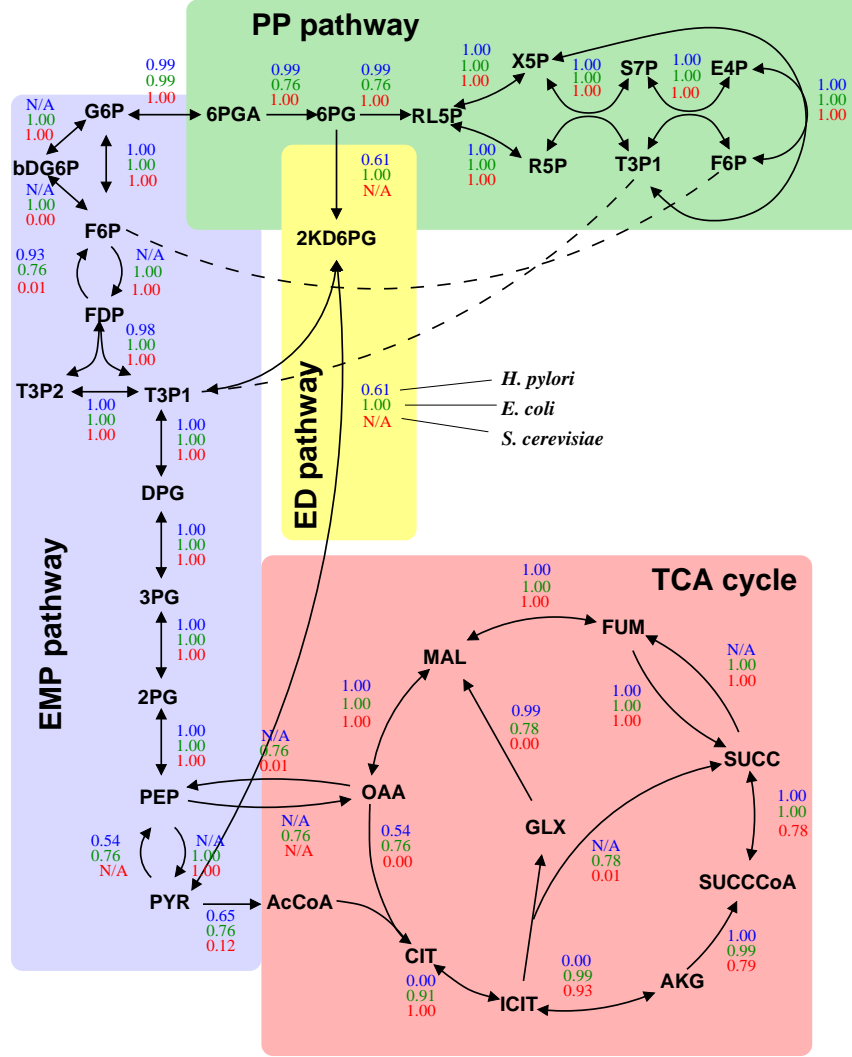 PP pathway
0.99
0.99
1.00
0.99
0.76
1.00
0.99
0.76
1.00
1.00
1.00
1.00
X5P
1.00
1.00
1.00
S7P
1.00
1.00
1.00
E4P
1.00
1.00
1.00
N/A
1.00
1.00
G6P
6PGA
6PG
RL5P
bDG6P
1.00
1.00
1.00
0.61
1.00
N/A
1.00
1.00
1.00
R5P
T3P1
F6P
N/A
1.00
0.00
F6P
2KD6PG
0.93
0.76
0.01
N/A
1.00
1.00
FDP
0.98
1.00
1.00
T3P2
T3P1
1.00
1.00
1.00
0.61
1.00
N/A
H. pylori
E. coli
S. cerevisiae
ED pathway
1.00
1.00
1.00
DPG
1.00
1.00
1.00
3PG
EMP pathway
1.00
1.00
1.00
2PG
1.00
1.00
1.00
PEP
0.54
0.76
N/A
N/A
1.00
1.00
PYR
0.65
0.76
0.12
AcCoA
TCA cycle
1.00
1.00
1.00
FUM
MAL
N/A
1.00
1.00
1.00
1.00
1.00
1.00
1.00
1.00
0.99
0.78
0.00
N/A
0.76
0.01
OAA
SUCC
N/A
0.76
N/A
0.54
0.76
0.00
GLX
N/A
0.78
0.01
1.00
1.00
0.78
SUCCCoA
CIT
0.00
0.91
1.00
ICIT
0.00
0.99
0.93
AKG
1.00
0.99
0.79